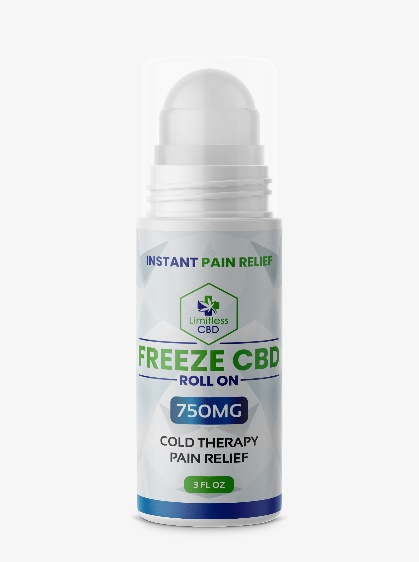 INSTANT PAIN RELIEF
Limitless
CBD
FREEZE CBD
ROLL ON
750MG
COLD THERAPY
PAIN RELIEF
3 FL OZ